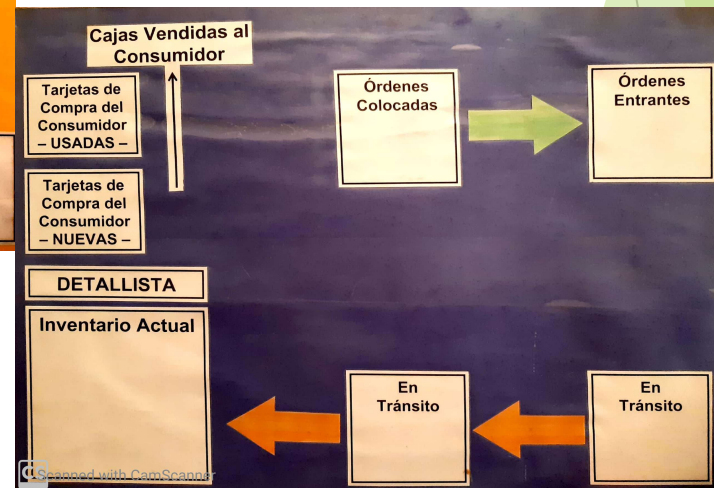 Cajas Vendidas al
Consumidor
Tarjetas de
Compra del
Consumidor
– USADAS –
Órdenes
Colocadas
Órdenes
Entrantes
Tarjetas de
Compra del
Consumidor
– NUEVAS –
DETALLISTA
Inventario Actual
En
Tránsito
En
Tránsito
CS Scanned with CamScanner